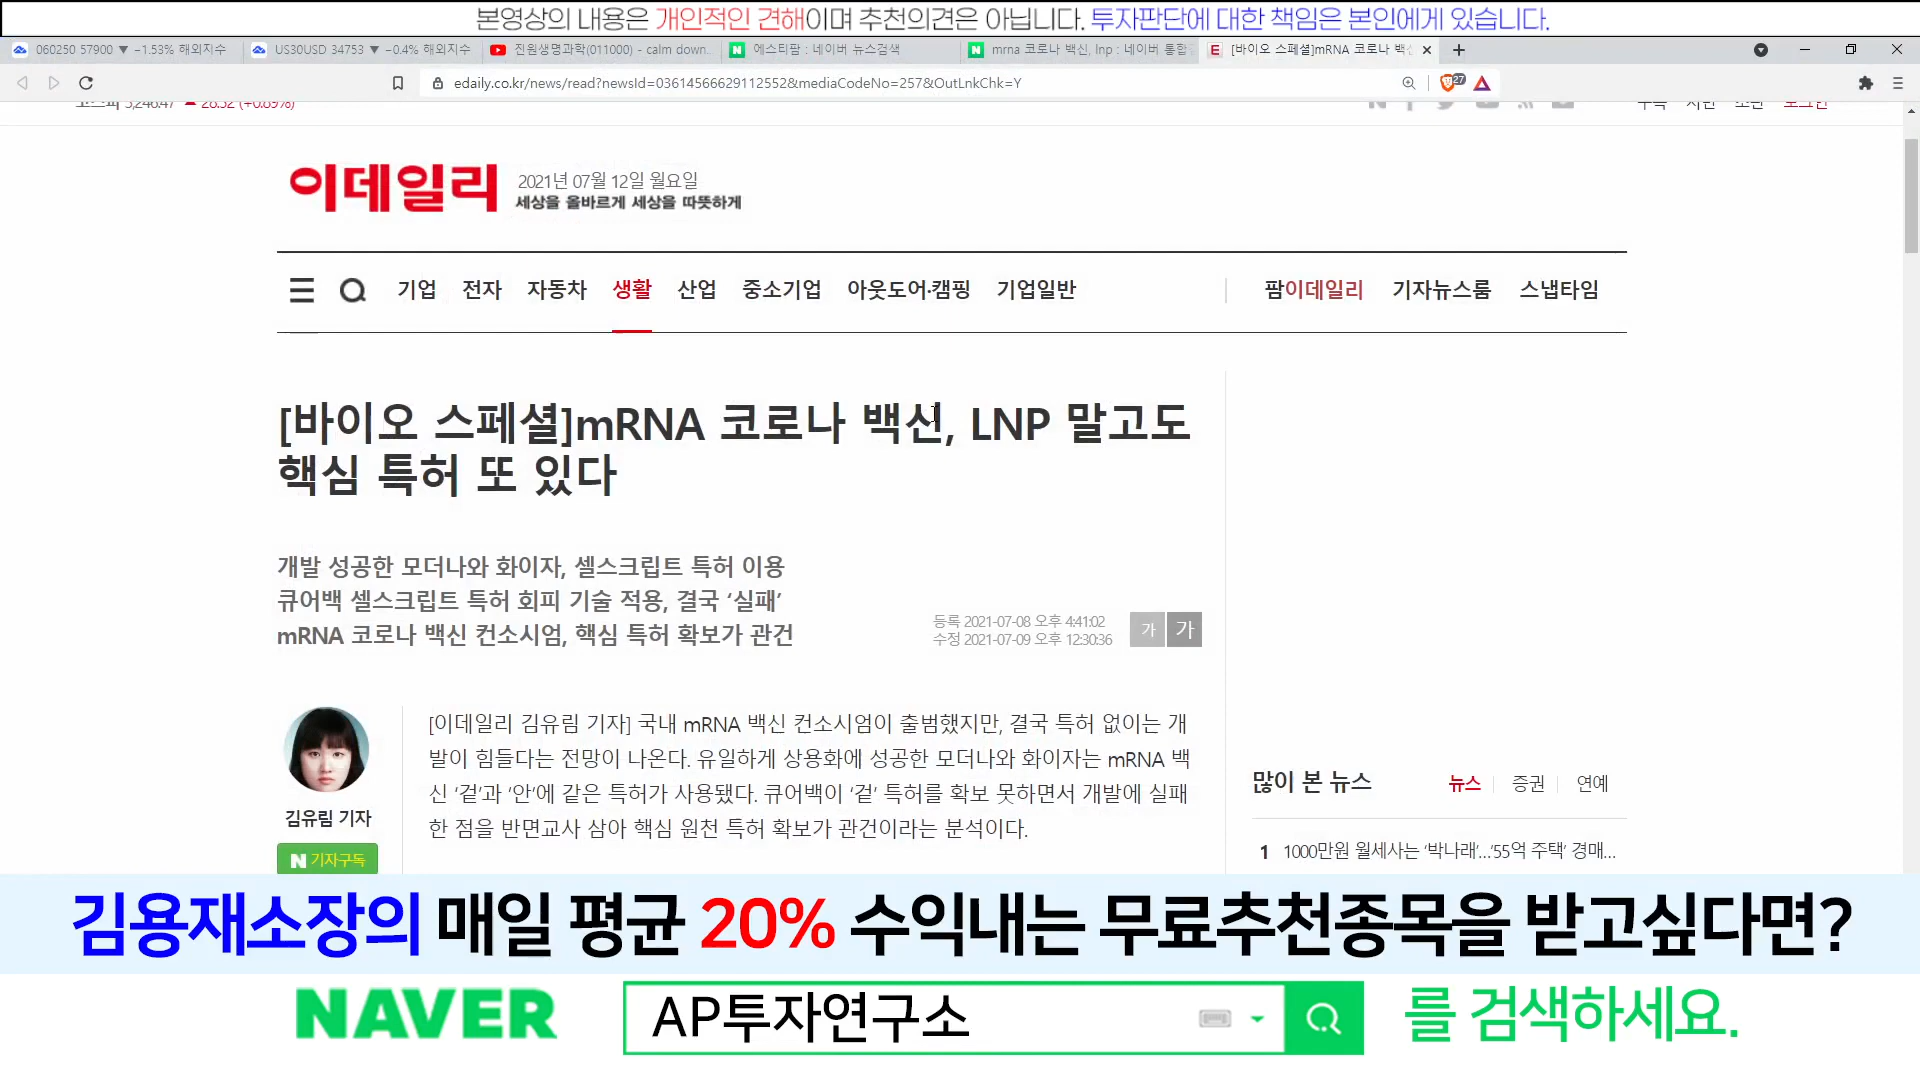 본영상의 내용은 개인적인 견해이며 추천의견은 아닙니다. 투자판단에 대한 책임은 본인에게 있습니다.
060250 57900 ▼ -1.53% 해외지수
US30USD 34753 ▼ -0.4% 해외지수
진원생명과학(011000) - calm down
에스티팜 : 네이버 뉴스검색
mrna 코로나 백신, lnp : 네이버 통합
[바이오 스페셜]mRNA 코로나 백신
edaily.co.kr/news/read?newsId=03614566629112552&mediaCodeNo=257&OutLnkChk=Y
27
코스피 3,246.47 ▲ 28.52 (+0.89%)
구독 지면 초판 로그인
이데일리
2021년 07월 12일 월요일
세상을 올바르게 세상을 따뜻하게
기업 전자 자동차 생활 산업 중소기업 아웃도어·캠핑 기업일반
팜이데일리 기자뉴스룸 스냅타임
[바이오 스페셜]mRNA 코로나 백신, LNP 말고도
핵심 특허 또 있다
개발 성공한 모더나와 화이자, 셀스크립트 특허 이용
큐어백 셀스크립트 특허 회피 기술 적용, 결국 ‘실패’
mRNA 코로나 백신 컨소시엄, 핵심 특허 확보가 관건
등록 2021-07-08 오후 4:41:02
수정 2021-07-09 오후 12:30:36
가 가
[이데일리 김유림 기자] 국내 mRNA 백신 컨소시엄이 출범했지만, 결국 특허 없이는 개
발이 힘들다는 전망이 나온다. 유일하게 상용화에 성공한 모더나와 화이자는 mRNA 백
신 ‘겉’과 ‘안’에 같은 특허가 사용됐다. 큐어백이 ‘겉’ 특허를 확보 못하면서 개발에 실패
한 점을 반면교사 삼아 핵심 원천 특허 확보가 관건이라는 분석이다.
김유림 기자
N 기자구독
많이 본 뉴스
뉴스 증권 연예
1 1000만원 월세사는 ‘박나래’...‘55억 주택’ 경매...
김용재소장의 매일 평균 20% 수익내는 무료추천종목을 받고싶다면?
NAVER AP투자연구소 를 검색하세요.